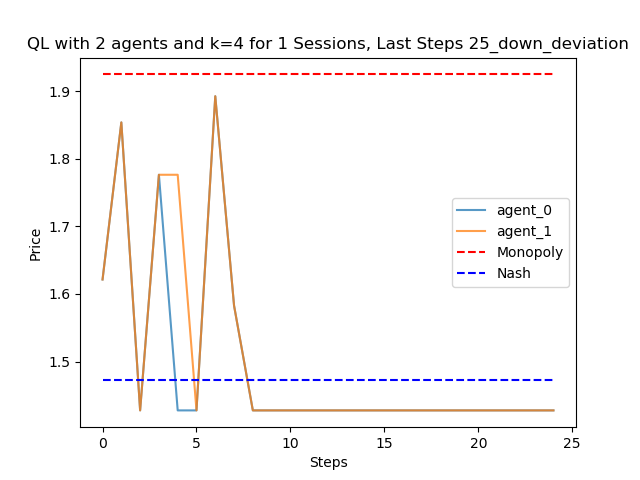 QL with 2 agents and k=4 for 1 Sessions, Last Steps 25_down_deviation
Price
1.9
1.8
1.7
1.6
1.5
agent_0
agent_1
Monopoly
Nash
0 5 10 15 20 25
Steps